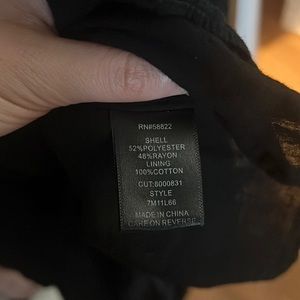 RN#58822
SHELL
52%POLYESTER
48%RAYON
LINING
100%COTTON
CUT:8000831
STYLE
7M11L66
MADE IN CHINA
CARE ON REVERSE